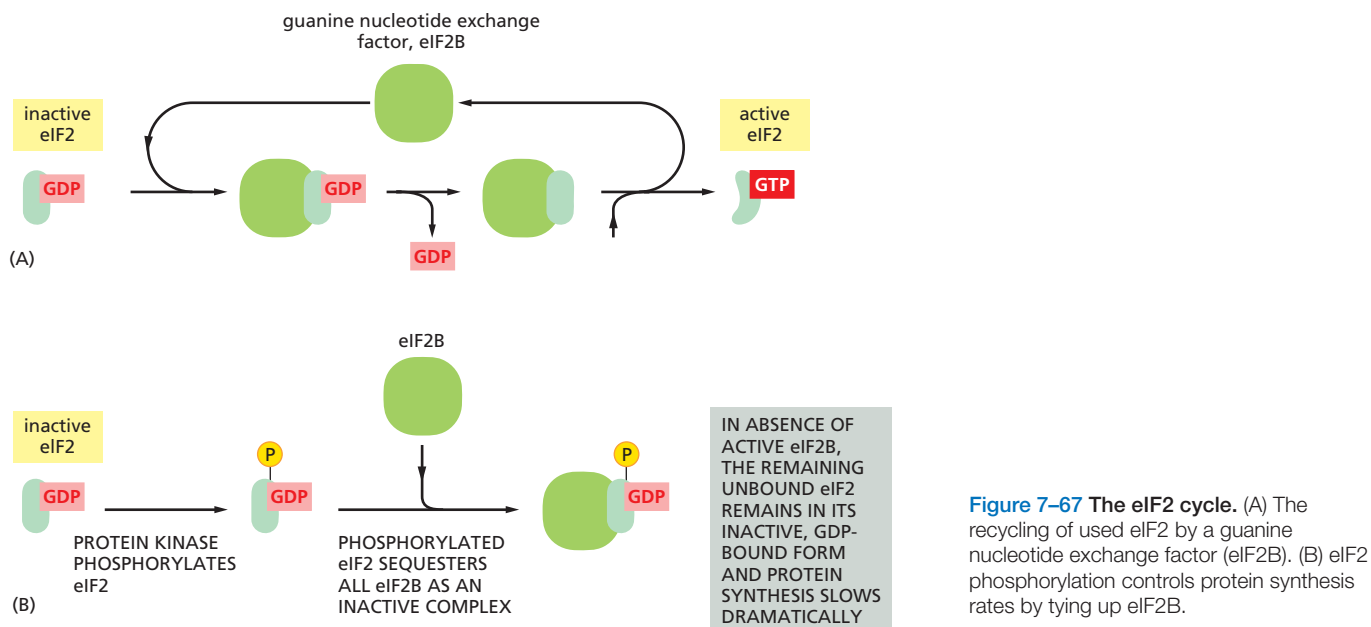 guanine nucleotide exchange
factor, eIF2B
inactive
eIF2
active
eIF2
GDP
GDP
GTP
GDP
(A)
eIF2B
inactive
eIF2
GDP
P
GDP
P
GDP
PROTEIN KINASE
PHOSPHORYLATES
eIF2
PHOSPHORYLATED
eIF2 SEQUESTERS
ALL eIF2B AS AN
INACTIVE COMPLEX
IN ABSENCE OF
ACTIVE eIF2B,
THE REMAINING
UNBOUND eIF2
REMAINS IN ITS
INACTIVE, GDP-
BOUND FORM
AND PROTEIN
SYNTHESIS SLOWS
DRAMATICALLY
(B)
Figure 7–67 The eIF2 cycle. (A) The
recycling of used eIF2 by a guanine
nucleotide exchange factor (eIF2B). (B) eIF2
phosphorylation controls protein synthesis
rates by tying up eIF2B.